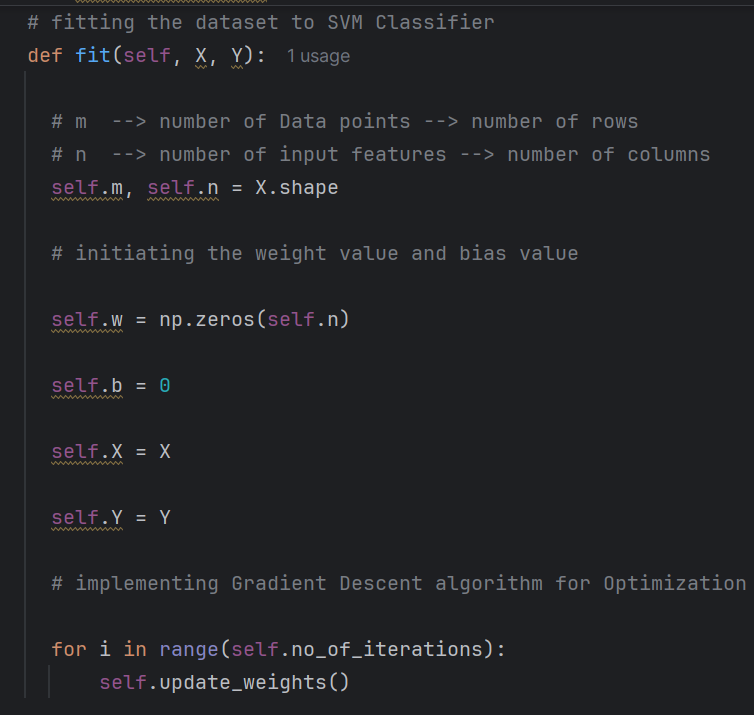 # fitting the dataset to SVM Classifier
def fit(self, X, Y):  1 usage
# m  --> number of Data points --> number of rows
# n  --> number of input features --> number of columns
self.m, self.n = X.shape
# initiating the weight value and bias value
self.w = np.zeros(self.n)
self.b = 0
self.X = X
self.Y = Y
# implementing Gradient Descent algorithm for Optimization
for i in range(self.no_of_iterations):
self.update_weights()